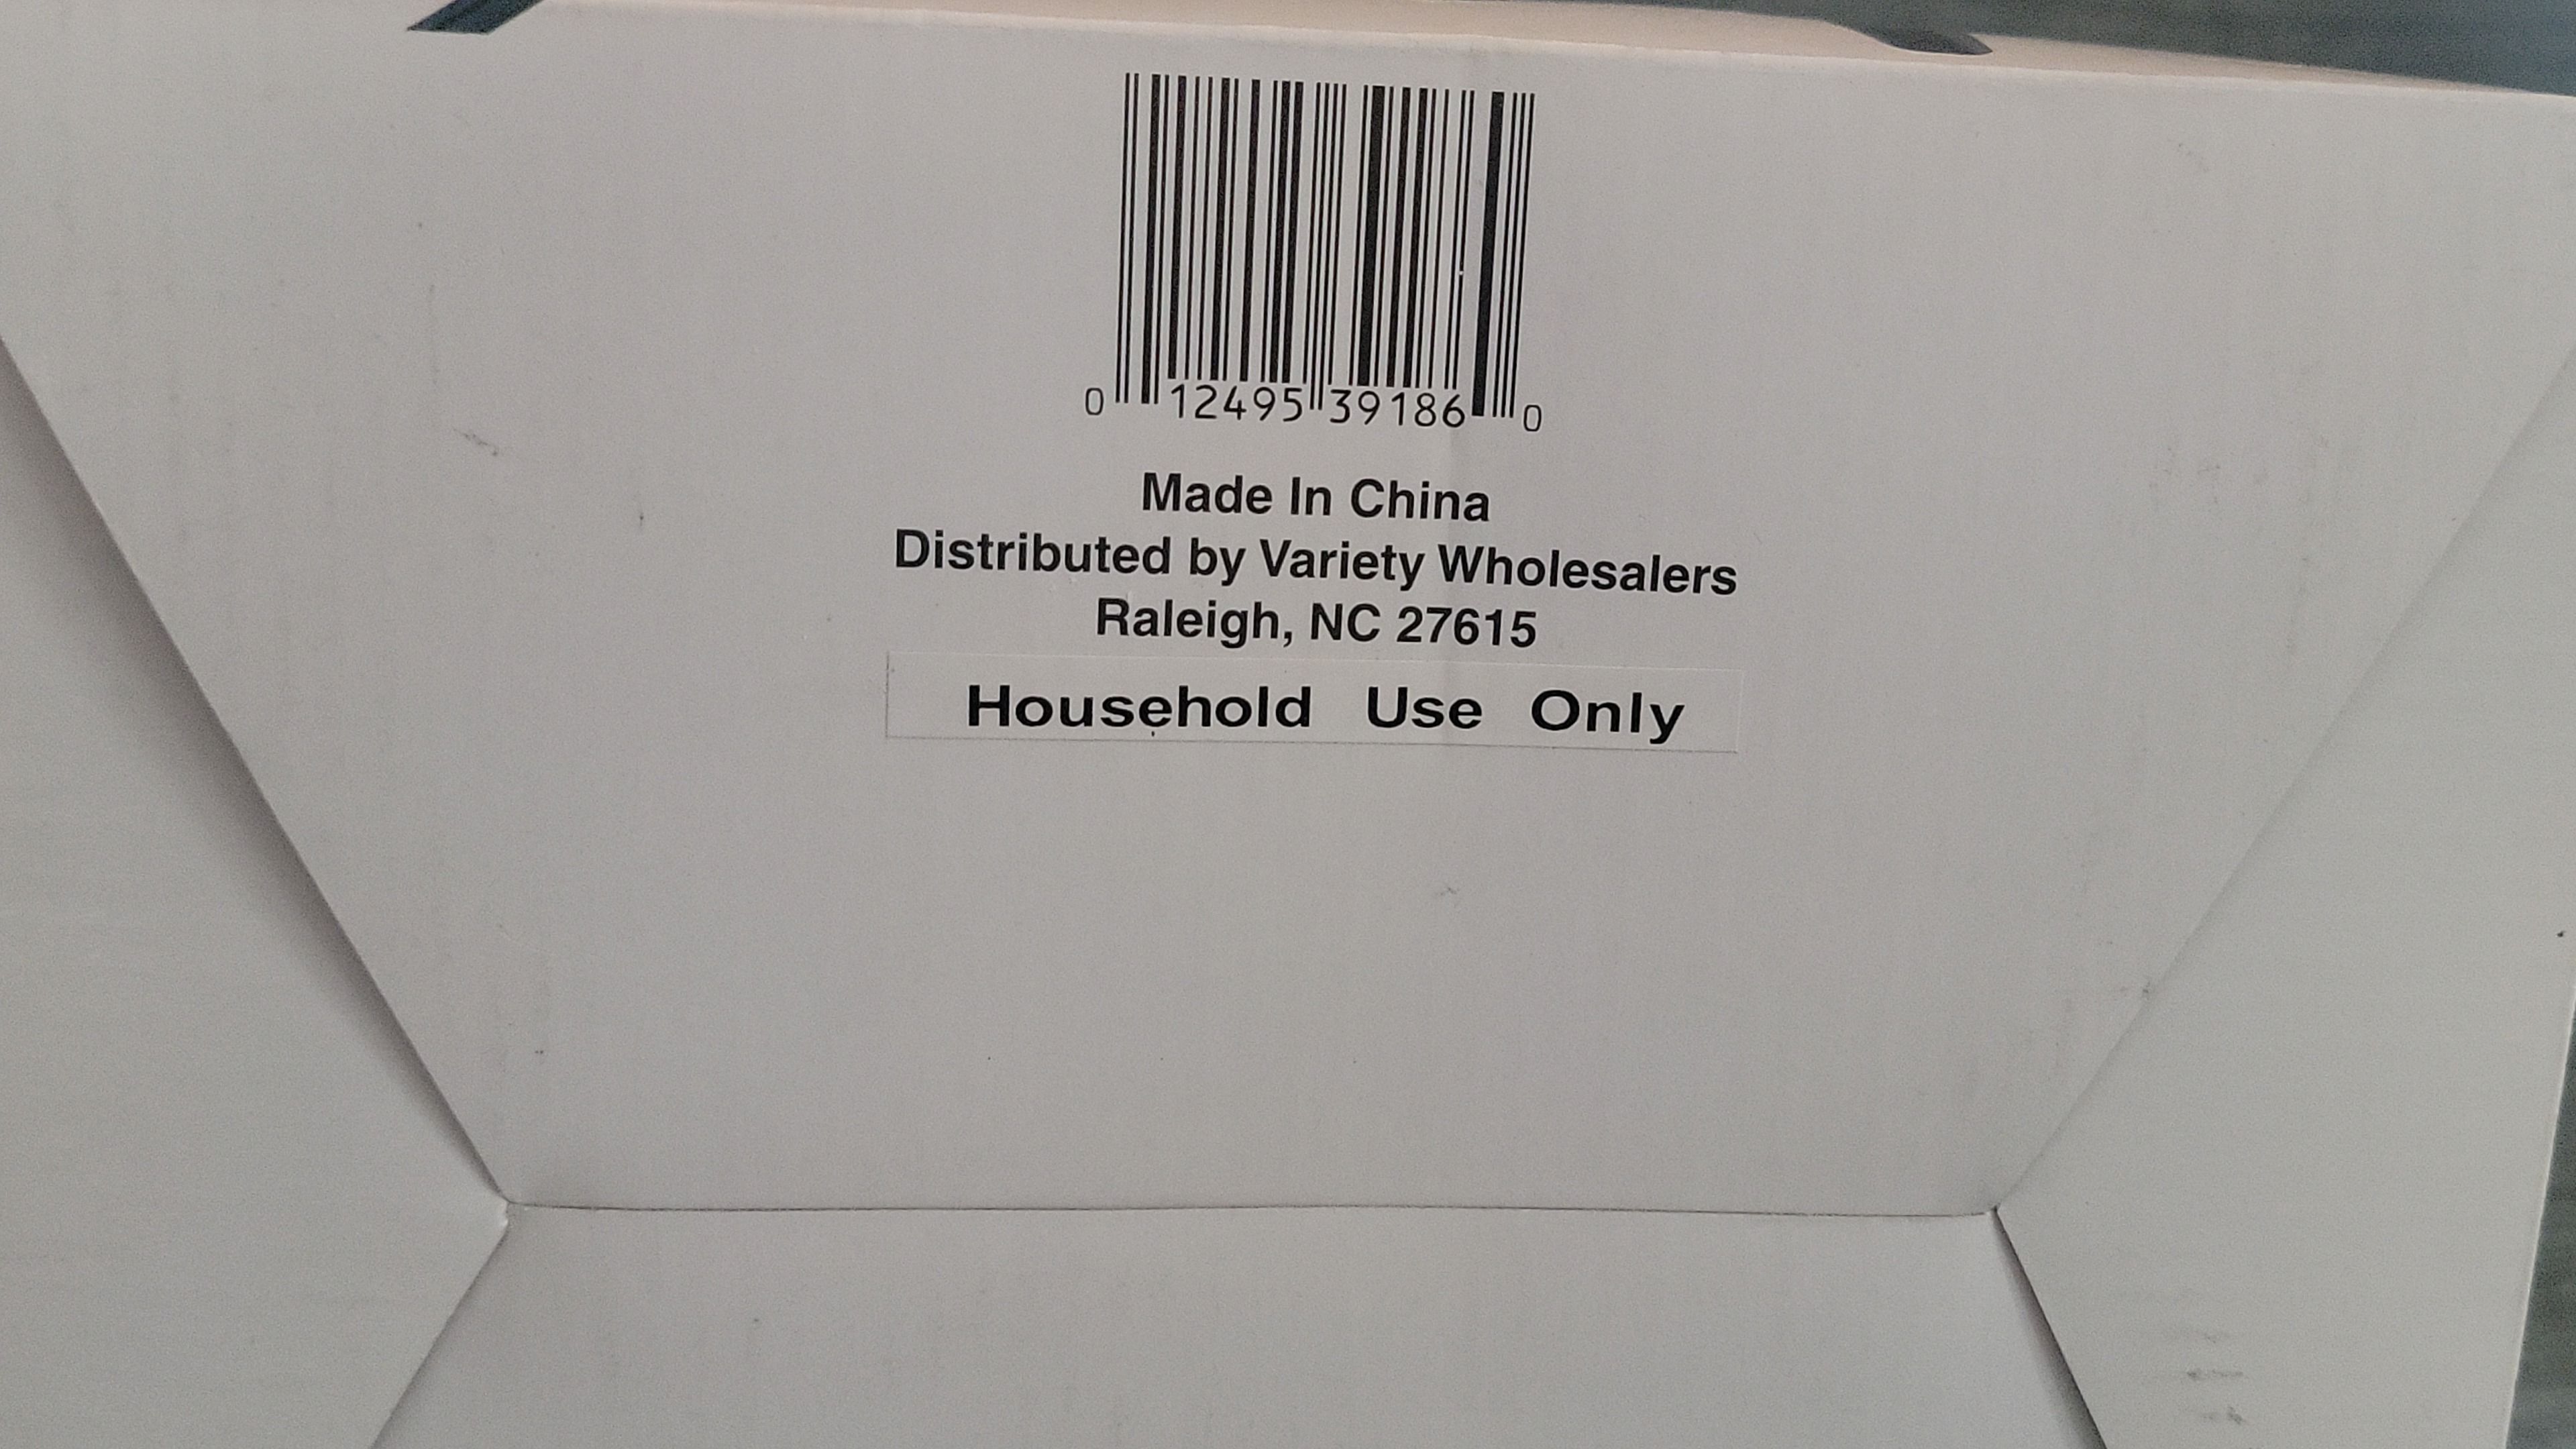 0 12495 39186 0
Made In China
Distributed by Variety Wholesalers
Raleigh, NC 27615
Household Use Only